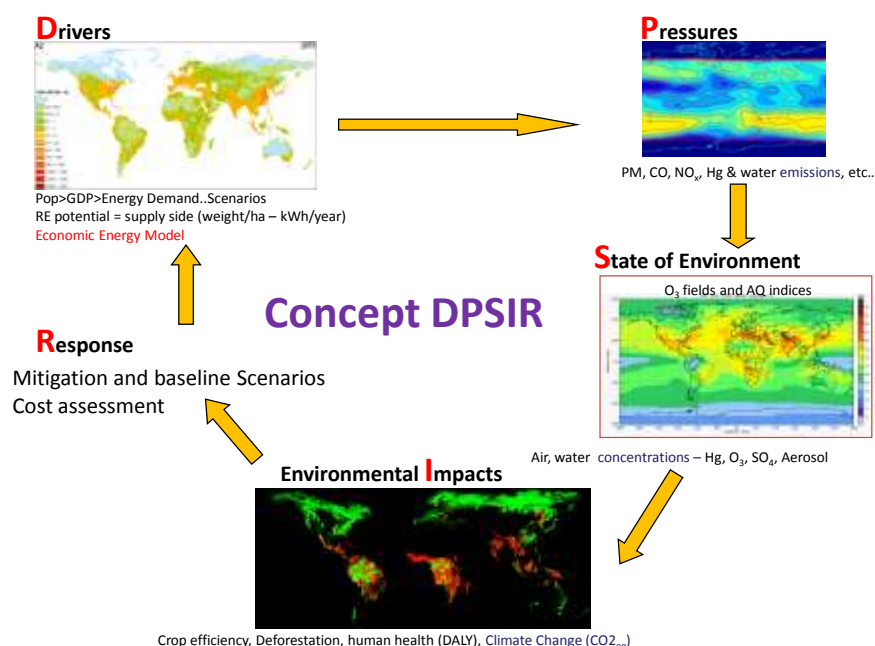 Drivers
Pressures
A2
Pop>GDP>Energy Demand..Scenarios
RE potential = supply side (weight/ha – kWh/year)
Economic Energy Model
PM, CO, NOₓ, Hg & water emissions, etc..
State of Environment
O₃ fields and AQ indices
Concept DPSIR
Response
Mitigation and baseline Scenarios
Cost assessment
Air, water concentrations – Hg, O₃, SO₄, Aerosol
Environmental Impacts
Crop efficiency, Deforestation, human health (DALY), Climate Change (CO2ₑq)